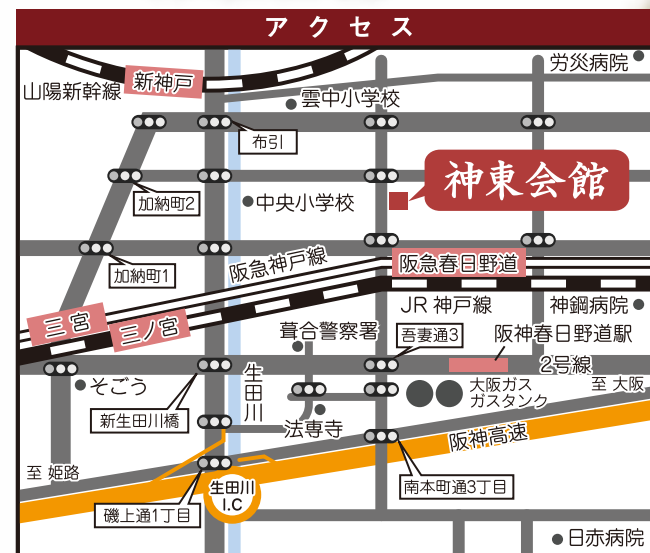 アクセス
労災病院
新神戸
山陽新幹線
雲中小学校
布引
神東会館
加納町2
中央小学校
阪急神戸線
阪急春日野道
加納町1
JR 神戸線
神鋼病院
三宮
三ノ宮
葺合警察署
吾妻通3
阪神春日野道駅
2号線
そごう
生田川
大阪ガス
ガスタンク
至 大阪
新生田川橋
法専寺
阪神高速
至 姫路
生田川
I.C
南本町通3丁目
磯上通1丁目
日赤病院